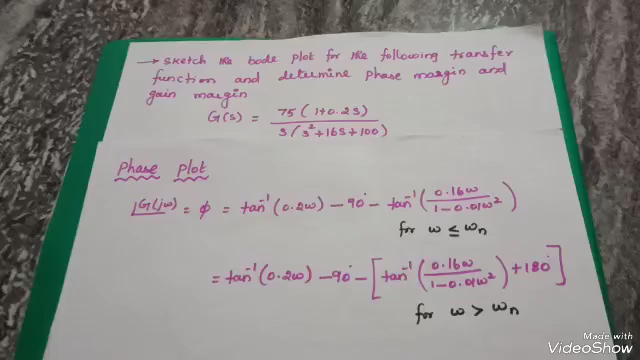 → Sketch the bode plot for the following transfer
function and determine phase margin and
gain margin
G(s) = 75(1+0.2s) / s(s²+16s+100)
Phase Plot
∠G(jω) = φ = tan⁻¹(0.2ω) - 90° - tan⁻¹(0.16ω / 1-0.01ω²)
for ω ≤ ωn
= tan⁻¹(0.2ω) - 90° - [tan⁻¹(0.16ω / 1-0.01ω²) + 180°]
for ω > ωn
Made with
VideoShow